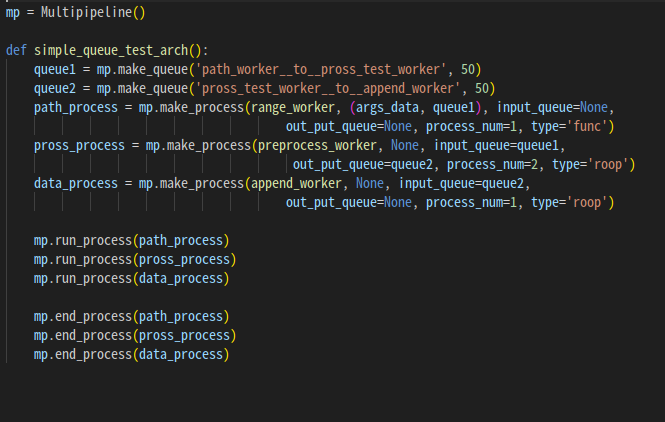 mp = Multipipeline()
def simple_queue_test_arch():
queue1 = mp.make_queue('path_worker__to__pross_test_worker', 50)
queue2 = mp.make_queue('pross_test_worker__to__append_worker', 50)
path_process = mp.make_process(range_worker, (args_data, queue1), input_queue=None,
out_put_queue=None, process_num=1, type='func')
pross_process = mp.make_process(preprocess_worker, None, input_queue=queue1,
out_put_queue=queue2, process_num=2, type='roop')
data_process = mp.make_process(append_worker, None, input_queue=queue2,
out_put_queue=None, process_num=1, type='roop')
mp.run_process(path_process)
mp.run_process(pross_process)
mp.run_process(data_process)
mp.end_process(path_process)
mp.end_process(pross_process)
mp.end_process(data_process)